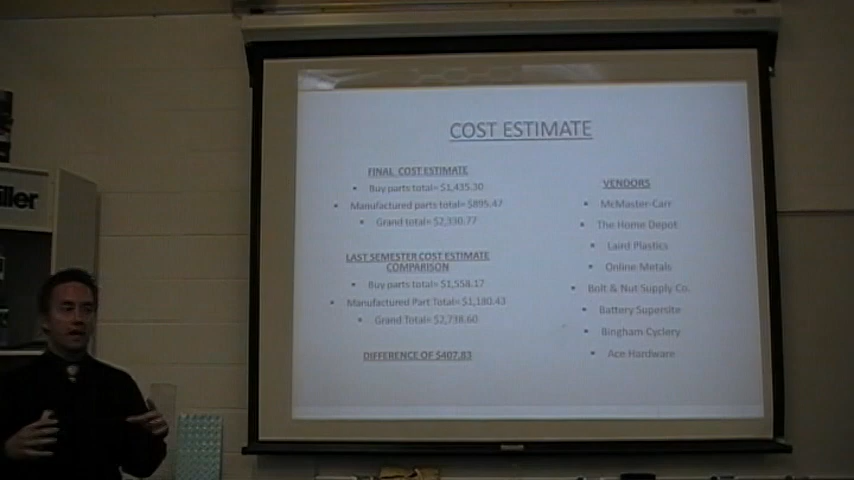 iller
COST ESTIMATE
FINAL COST ESTIMATE
▪ Buy parts total= $1,435.30
▪ Manufactured parts total= $895.47
▪ Grand total= $2,330.77
LAST SEMESTER COST ESTIMATE
COMPARISON
▪ Buy parts total= $1,558.17
▪ Manufactured Part Total= $1,180.43
▪ Grand Total= $2,738.60
DIFFERENCE OF $407.83
VENDORS
▪ McMaster-Carr
▪ The Home Depot
▪ Laird Plastics
▪ Online Metals
▪ Bolt & Nut Supply Co.
▪ Battery Supersite
▪ Bingham Cyclery
▪ Ace Hardware